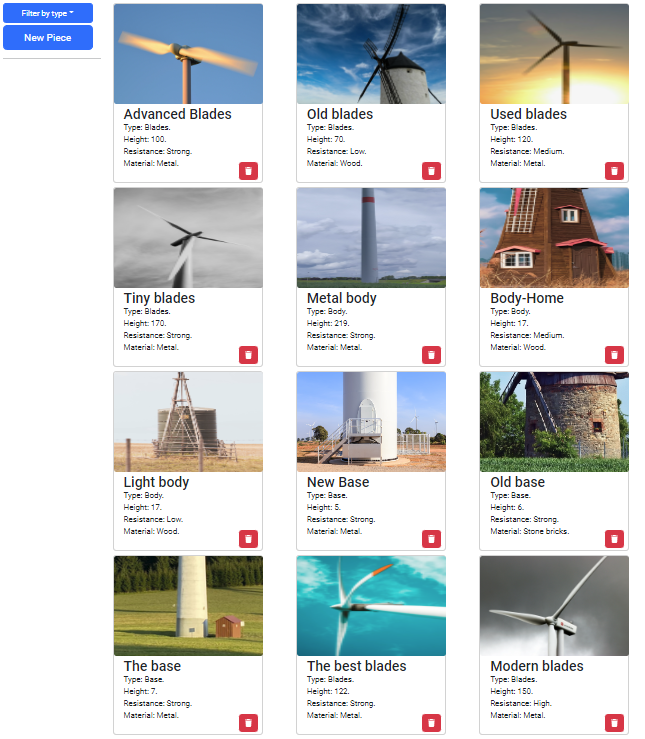 Filter by type
New Piece
Advanced Blades
Type: Blades.
Height: 100.
Resistance: Strong.
Material: Metal.
Old blades
Type: Blades.
Height: 70.
Resistance: Low.
Material: Wood.
Used blades
Type: Blades.
Height: 120.
Resistance: Medium.
Material: Metal.
Tiny blades
Type: Blades.
Height: 170.
Resistance: Strong.
Material: Metal.
Metal body
Type: Body.
Height: 219.
Resistance: Strong.
Material: Metal.
Body-Home
Type: Body.
Height: 17.
Resistance: Medium.
Material: Wood.
Light body
Type: Body.
Height: 17.
Resistance: Low.
Material: Wood.
New Base
Type: Base.
Height: 5.
Resistance: Strong.
Material: Metal.
Old base
Type: Base.
Height: 6.
Resistance: Strong.
Material: Stone bricks.
The base
Type: Base.
Height: 7.
Resistance: Strong.
Material: Metal.
The best blades
Type: Blades.
Height: 122.
Resistance: Strong.
Material: Metal.
Modern blades
Type: Blades.
Height: 150.
Resistance: High.
Material: Metal.